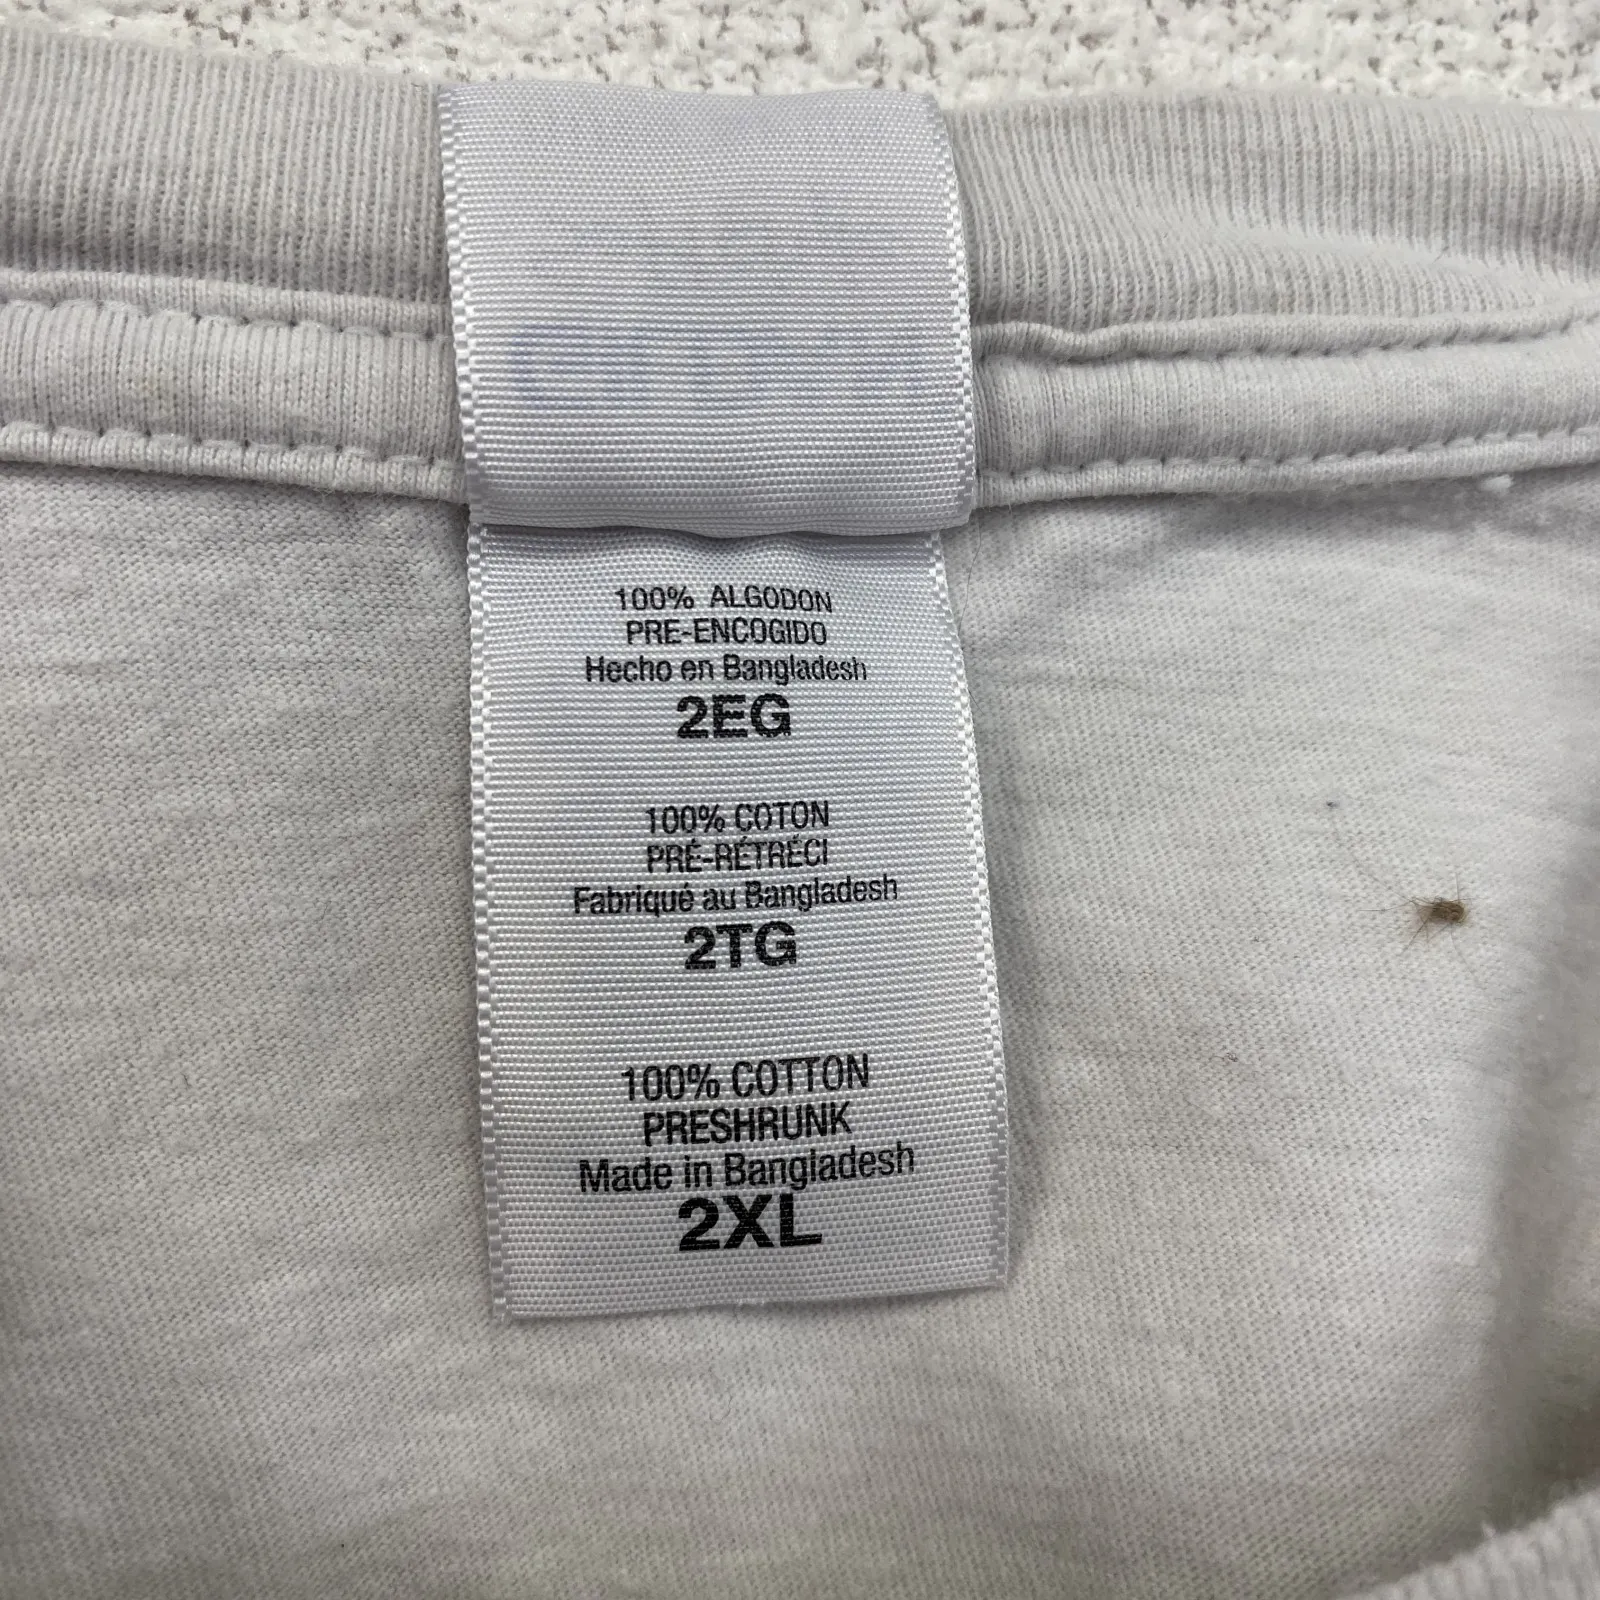 100% ALGODON
PRE-ENCOGIDO
Hecho en Bangladesh
2EG
100% COTON
PRÉ-RÉTRÉCI
Fabriqué au Bangladesh
2TG
100% COTTON
PRESHRUNK
Made in Bangladesh
2XL